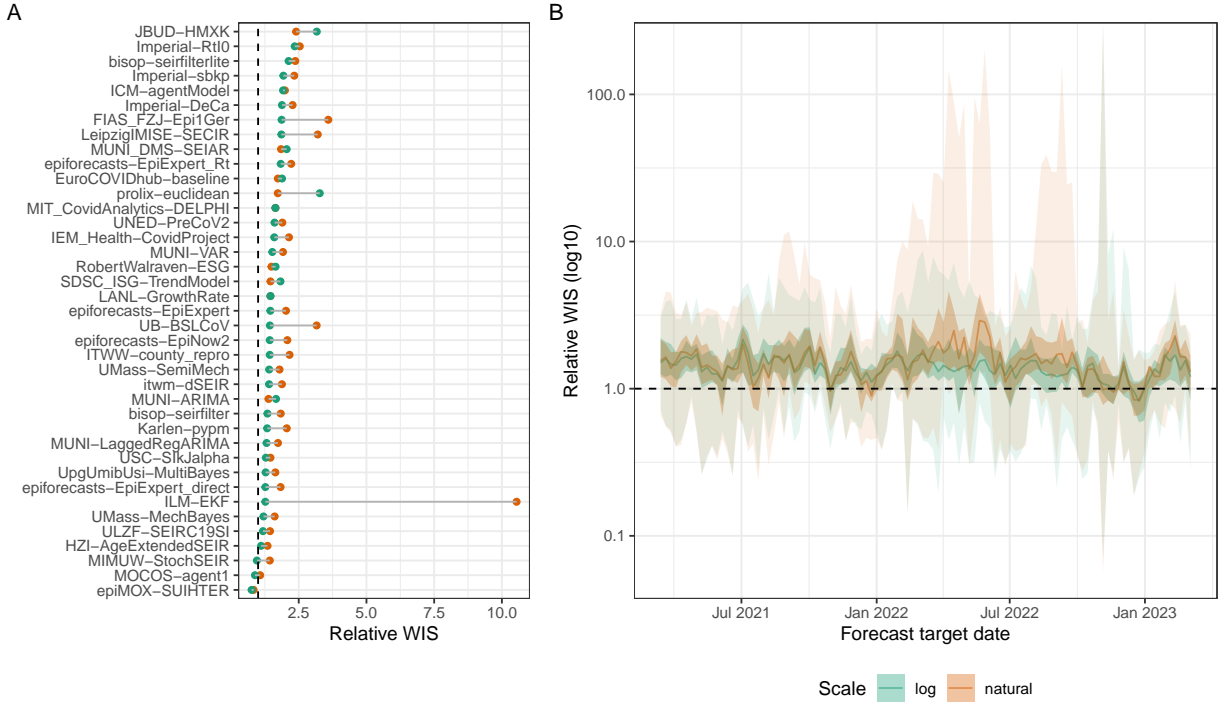 A
JBUD−HMXK
Imperial−RtI0
bisop−seirfilterlite
Imperial−sbkp
ICM−agentModel
Imperial−DeCa
FIAS_FZJ−Epi1Ger
LeipzigIMISE−SECIR
MUNI_DMS−SEIAR
epiforecasts−EpiExpert_Rt
EuroCOVIDhub−baseline
prolix−euclidean
MIT_CovidAnalytics−DELPHI
UNED−PreCoV2
IEM_Health−CovidProject
MUNI−VAR
RobertWalraven−ESG
SDSC_ISG−TrendModel
LANL−GrowthRate
epiforecasts−EpiExpert
UB−BSLCoV
epiforecasts−EpiNow2
ITWW−county_repro
UMass−SemiMech
itwm−dSEIR
MUNI−ARIMA
bisop−seirfilter
Karlen−pypm
MUNI−LaggedRegARIMA
USC−SIkJalpha
UpgUmibUsi−MultiBayes
epiforecasts−EpiExpert_direct
ILM−EKF
UMass−MechBayes
ULZF−SEIRC19SI
HZI−AgeExtendedSEIR
MIMUW−StochSEIR
MOCOS−agent1
epiMOX−SUIHTER
2.5 5.0 7.5 10.0
Relative WIS
B
Relative WIS (log10)
100.0
10.0
1.0
0.1
Jul 2021 Jan 2022 Jul 2022 Jan 2023
Forecast target date
Scale log natural